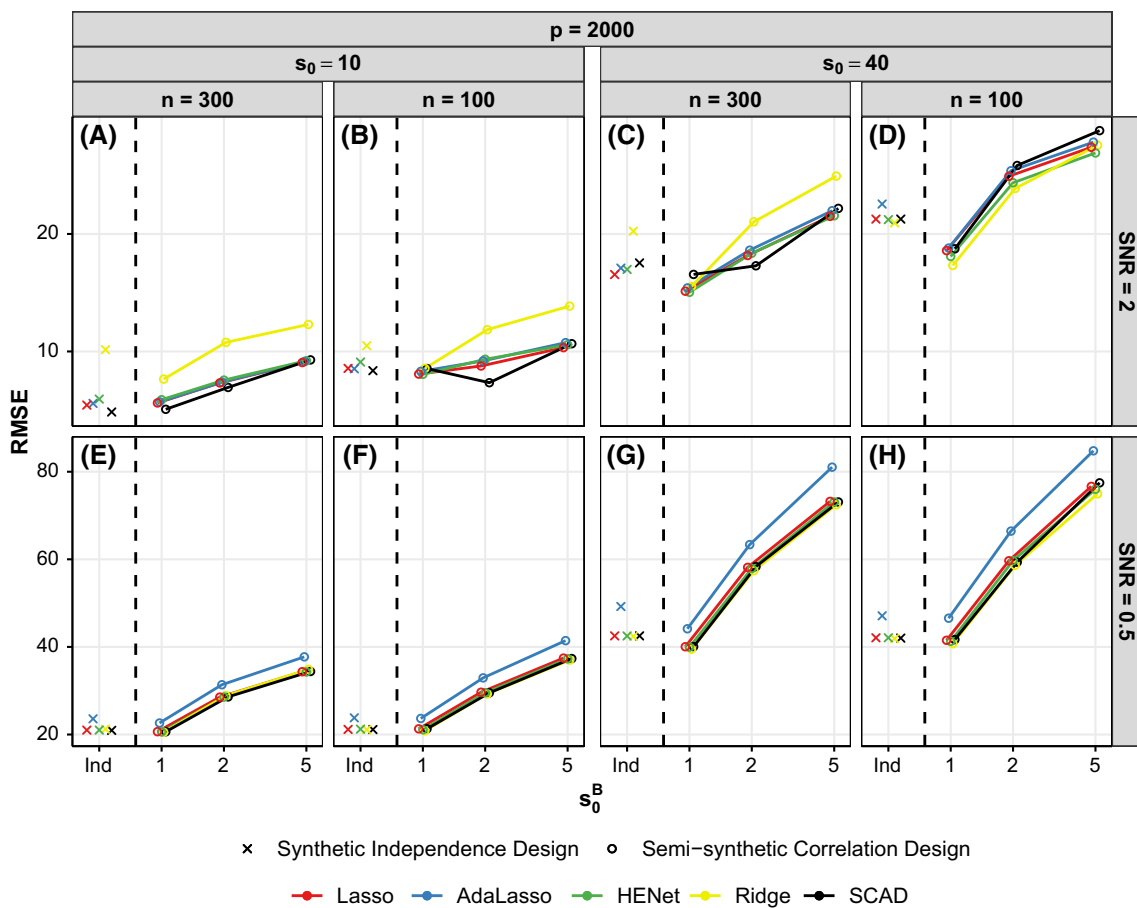 p = 2000
s₀ = 10
s₀ = 40
n = 300
n = 100
n = 300
n = 100
(A)
(B)
(C)
(D)
20
10
SNR = 2
RMSE
(E)
(F)
(G)
(H)
80
60
40
20
SNR = 0.5
Ind 1 2 5
Ind 1 2 5
Ind 1 2 5
Ind 1 2 5
s₀ᴮ
Synthetic Independence Design
Semi−synthetic Correlation Design
Lasso AdaLasso HENet Ridge SCAD